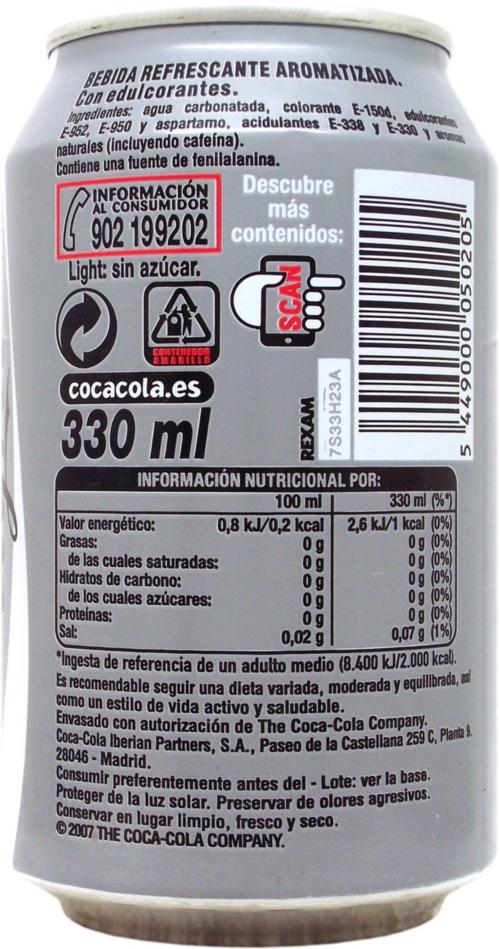 BEBIDA REFRESCANTE AROMATIZADA.
Con edulcorantes.
Ingredientes: agua carbonatada, colorante E-150d, edulcorantes
E-952, E-950 y aspartamo, acidulantes E-338 y E-330 y aromas
naturales (incluyendo cafeína).
Contiene una fuente de fenilalanina.
INFORMACIÓN
AL CONSUMIDOR
902 199202
Light: sin azúcar.
Descubre
más
contenidos:
SCAN
CONTENEDOR
AMARILLO
cocacola.es
330 ml
REXAM
7S33H23A
5 449000 050205
INFORMACIÓN NUTRICIONAL POR:
100 ml 330 ml (%*)
Valor energético: 0,8 kJ/0,2 kcal 2,6 kJ/1 kcal (0%)
Grasas: 0 g 0 g (0%)
de las cuales saturadas: 0 g 0 g (0%)
Hidratos de carbono: 0 g 0 g (0%)
de los cuales azúcares: 0 g 0 g (0%)
Proteínas: 0 g 0 g (0%)
Sal: 0,02 g 0,07 g (1%)
*Ingesta de referencia de un adulto medio (8.400 kJ/2.000 kcal).
Es recomendable seguir una dieta variada, moderada y equilibrada, así
como un estilo de vida activo y saludable.
Envasado con autorización de The Coca-Cola Company.
Coca-Cola Iberian Partners, S.A., Paseo de la Castellana 259 C, Planta 9.
28046 - Madrid.
Consumir preferentemente antes del - Lote: ver la base.
Proteger de la luz solar. Preservar de olores agresivos.
Conservar en lugar limpio, fresco y seco.
© 2007 THE COCA-COLA COMPANY.